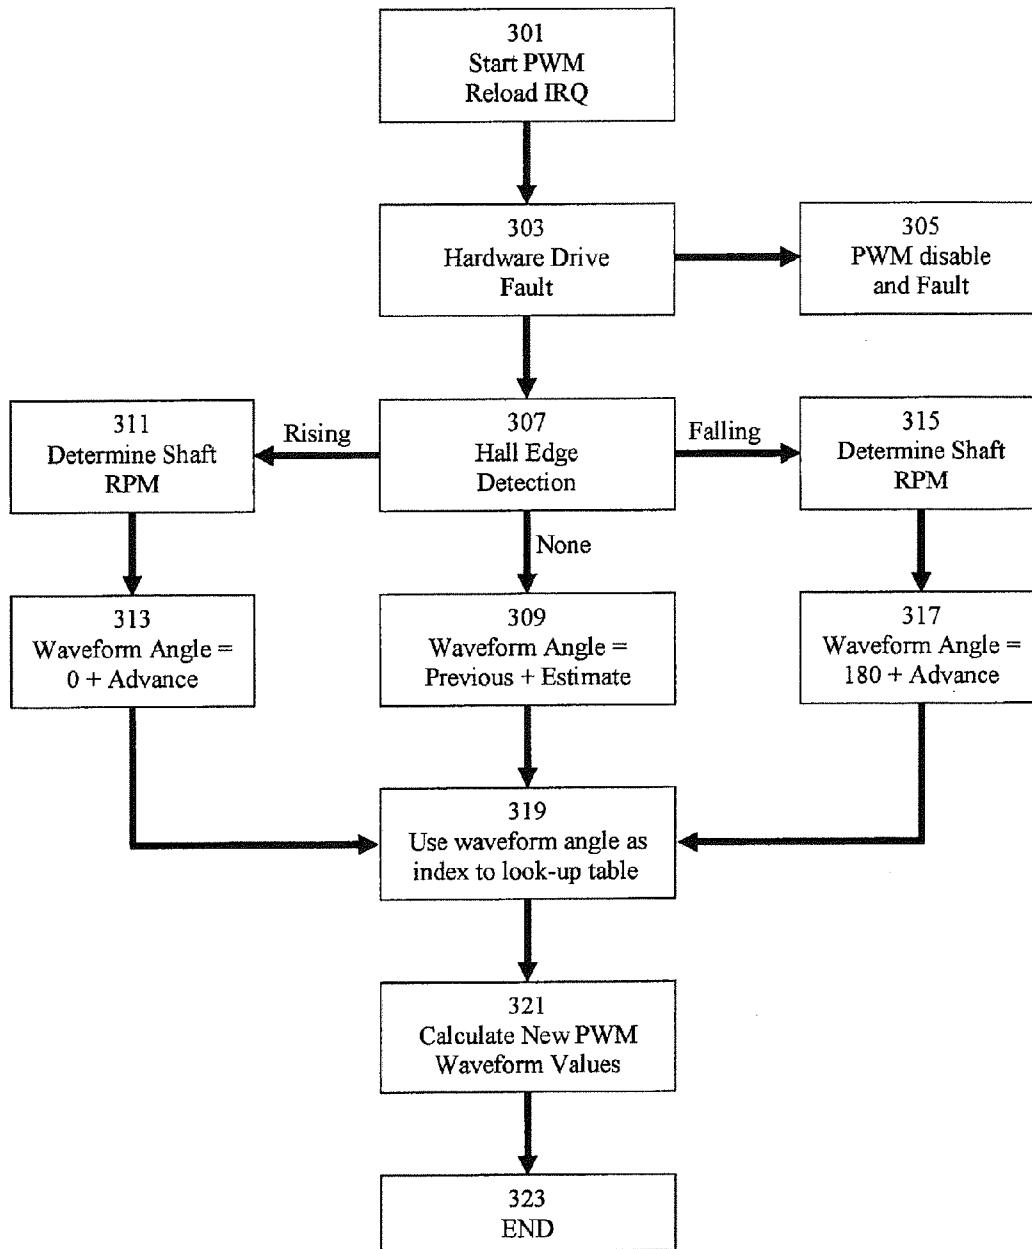 301
Start PWM
Reload IRQ
303
Hardware Drive
Fault
305
PWM disable
and Fault
311
Determine Shaft
RPM
Rising
307
Hall Edge
Detection
Falling
315
Determine Shaft
RPM
None
313
Waveform Angle =
0 + Advance
309
Waveform Angle =
Previous + Estimate
317
Waveform Angle =
180 + Advance
319
Use waveform angle as
index to look-up table
321
Calculate New PWM
Waveform Values
323
END